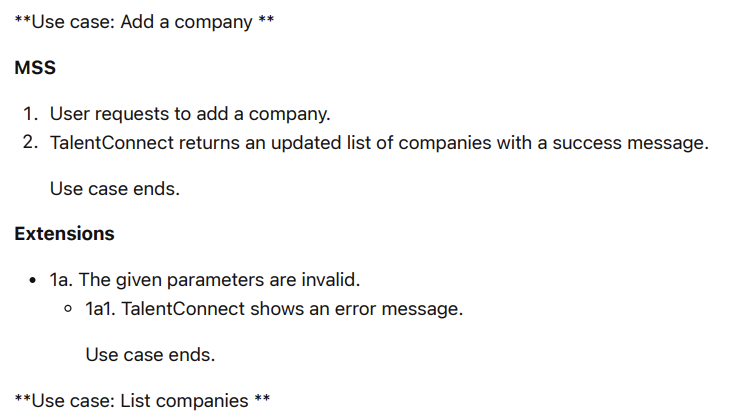 **Use case: Add a company **
MSS
1. User requests to add a company.
2. TalentConnect returns an updated list of companies with a success message.
Use case ends.
Extensions
• 1a. The given parameters are invalid.
◦ 1a1. TalentConnect shows an error message.
Use case ends.
**Use case: List companies **